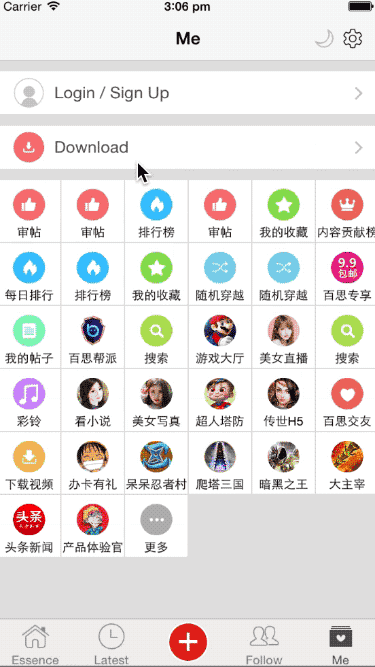 Carrier 3:06 pm
Me
Login / Sign Up
Download
审帖 审帖 排行榜 审帖 我的收藏 内容贡献榜
9.9
包邮
每日排行 排行榜 我的收藏 随机穿越 随机穿越 百思专享
我的帖子 百思帮派 搜索 游戏大厅 美女直播 搜索
彩铃 看小说 美女写真 超人塔防 传世H5 百思交友
下载视频 办卡有礼 呆呆忍者村 爬塔三国 暗黑之王 大主宰
头条
头条新闻 产品体验官 更多
Essence Latest Follow Me